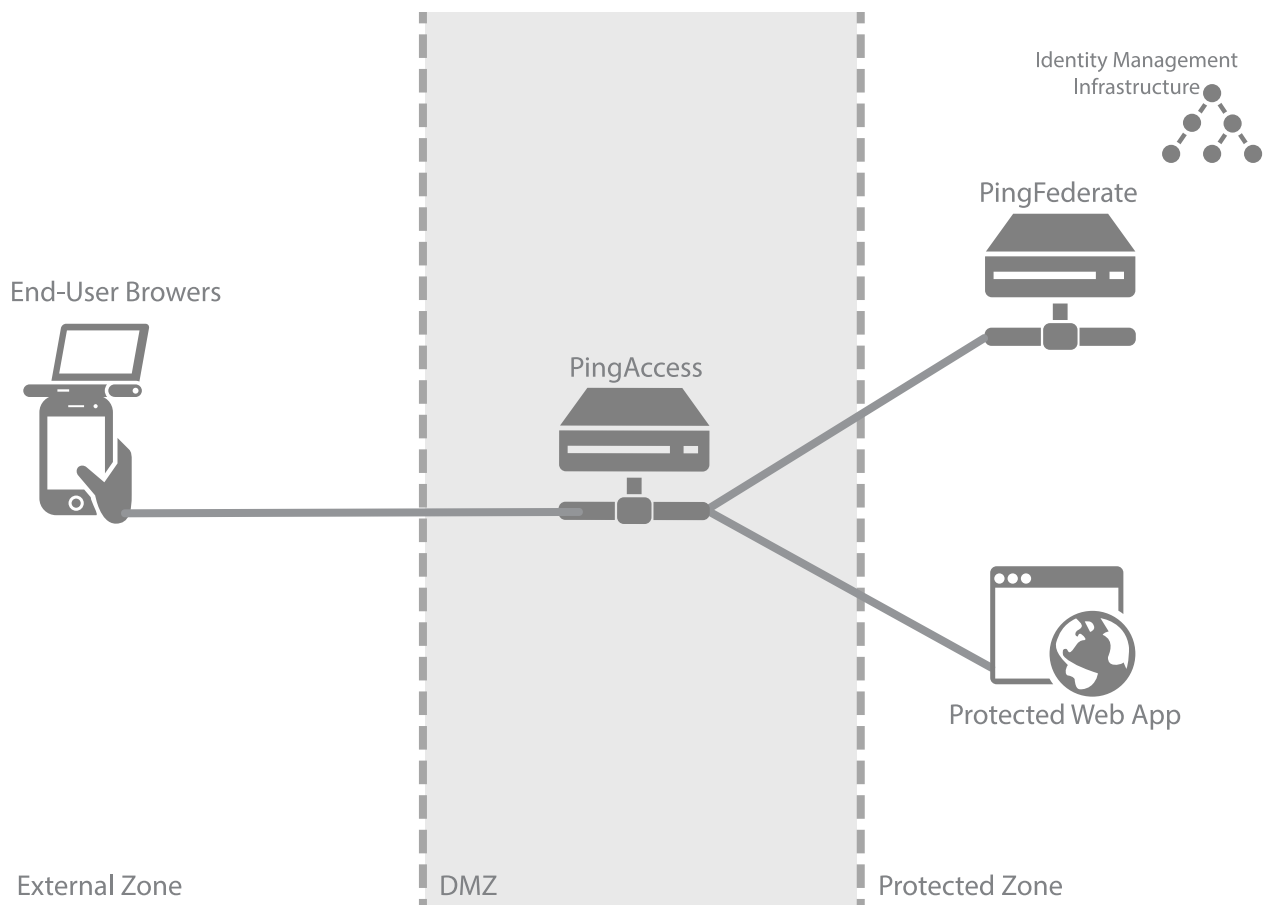 Identity Management
Infrastructure
PingFederate
End-User Browers
PingAccess
Protected Web App
External Zone
DMZ
Protected Zone